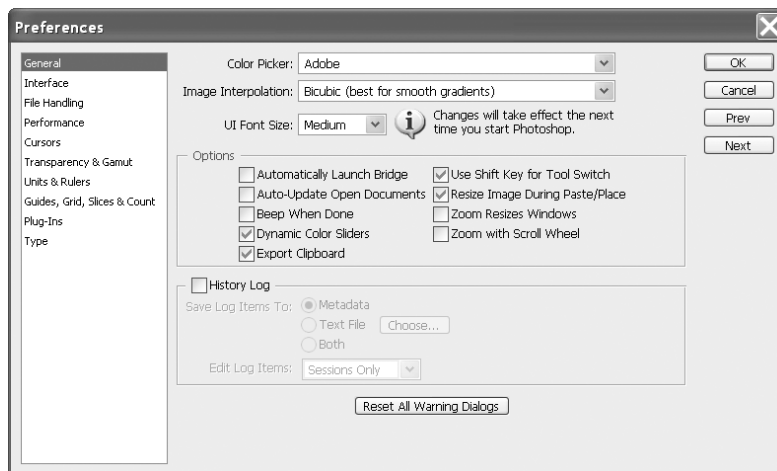 Preferences
General
Interface
File Handling
Performance
Cursors
Transparency & Gamut
Units & Rulers
Guides, Grid, Slices & Count
Plug-Ins
Type
Color Picker: Adobe
Image Interpolation: Bicubic (best for smooth gradients)
UI Font Size: Medium
Changes will take effect the next
time you start Photoshop.
Options
Automatically Launch Bridge
Auto-Update Open Documents
Beep When Done
Dynamic Color Sliders
Export Clipboard
Use Shift Key for Tool Switch
Resize Image During Paste/Place
Zoom Resizes Windows
Zoom with Scroll Wheel
History Log
Save Log Items To: Metadata
Text File Choose...
Both
Edit Log Items: Sessions Only
Reset All Warning Dialogs
OK
Cancel
Prev
Next